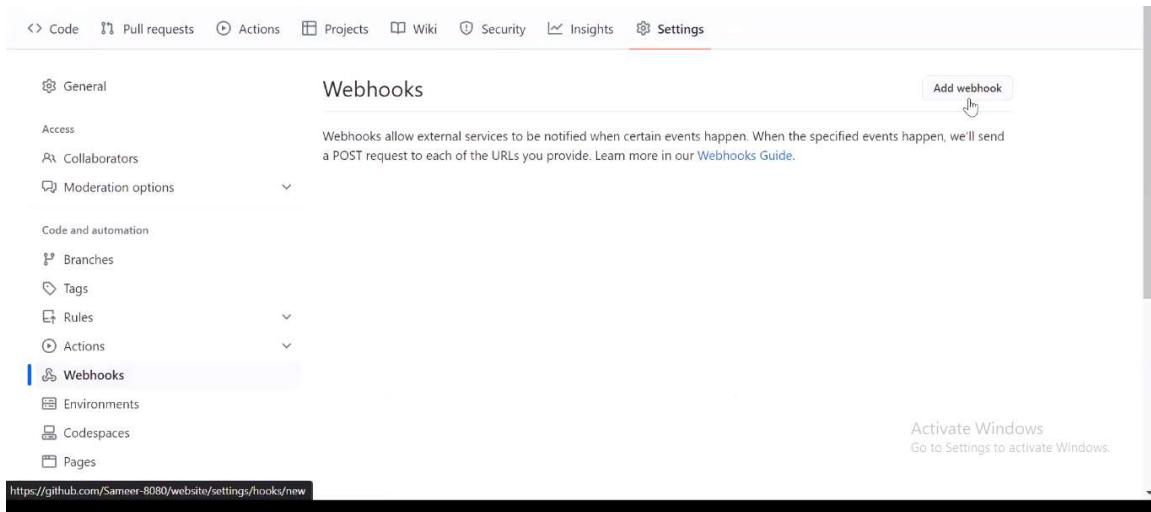 Code Pull requests Actions Projects Wiki Security Insights Settings
General
Access
Collaborators
Moderation options
Code and automation
Branches
Tags
Rules
Actions
Webhooks
Environments
Codespaces
Pages
Webhooks
Add webhook
Webhooks allow external services to be notified when certain events happen. When the specified events happen, we'll send
a POST request to each of the URLs you provide. Learn more in our Webhooks Guide.
Activate Windows
Go to Settings to activate Windows.
https://github.com/Sameer-8080/website/settings/hooks/new